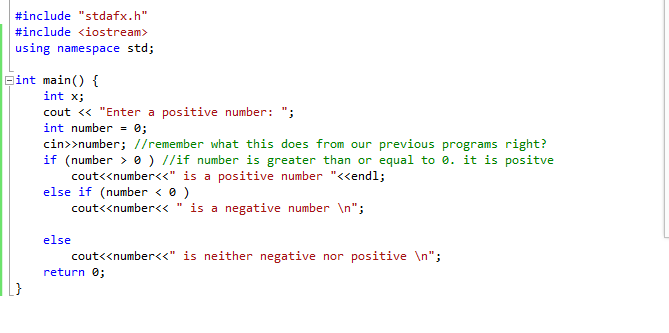 #include "stdafx.h"
#include <iostream>
using namespace std;
int main() {
int x;
cout << "Enter a positive number: ";
int number = 0;
cin>>number; //remember what this does from our previous programs right?
if (number > 0 ) //if number is greater than or equal to 0. it is positve
cout<<number<<" is a positive number "<<endl;
else if (number < 0 )
cout<<number<< " is a negative number \n";
else
cout<<number<<" is neither negative nor positive \n";
return 0;
}